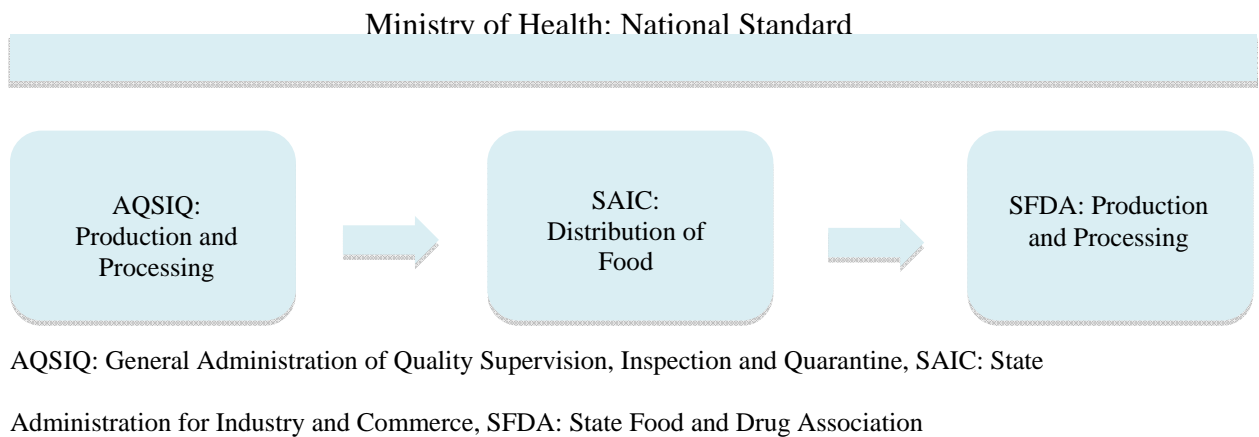 Ministry of Health: National Standard
AQSIQ:
Production and
Processing
SAIC:
Distribution of
Food
SFDA: Production
and Processing
AQSIQ: General Administration of Quality Supervision, Inspection and Quarantine, SAIC: State
Administration for Industry and Commerce, SFDA: State Food and Drug Association